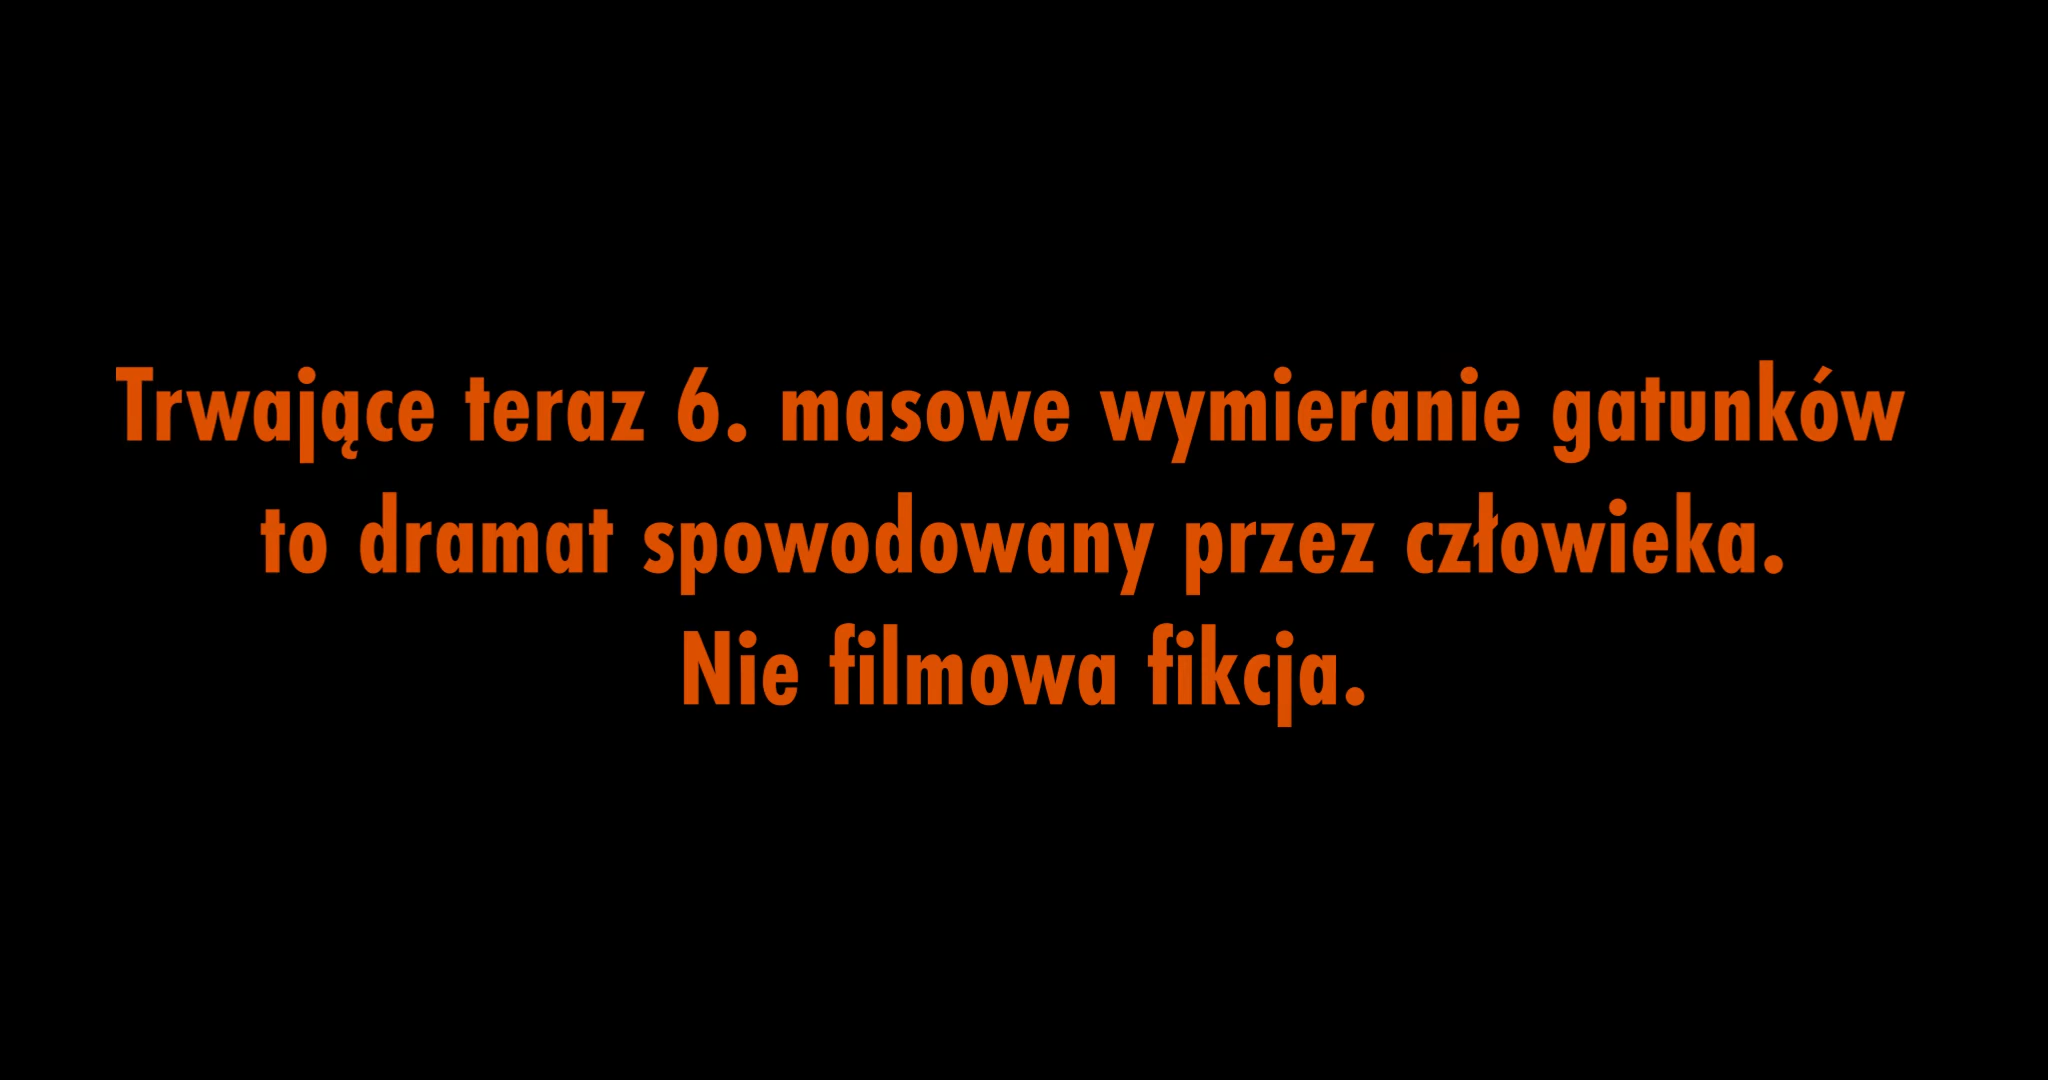 Trwające teraz 6. masowe wymieranie gatunków
to dramat spowodowany przez człowieka.
Nie filmowa fikcja.